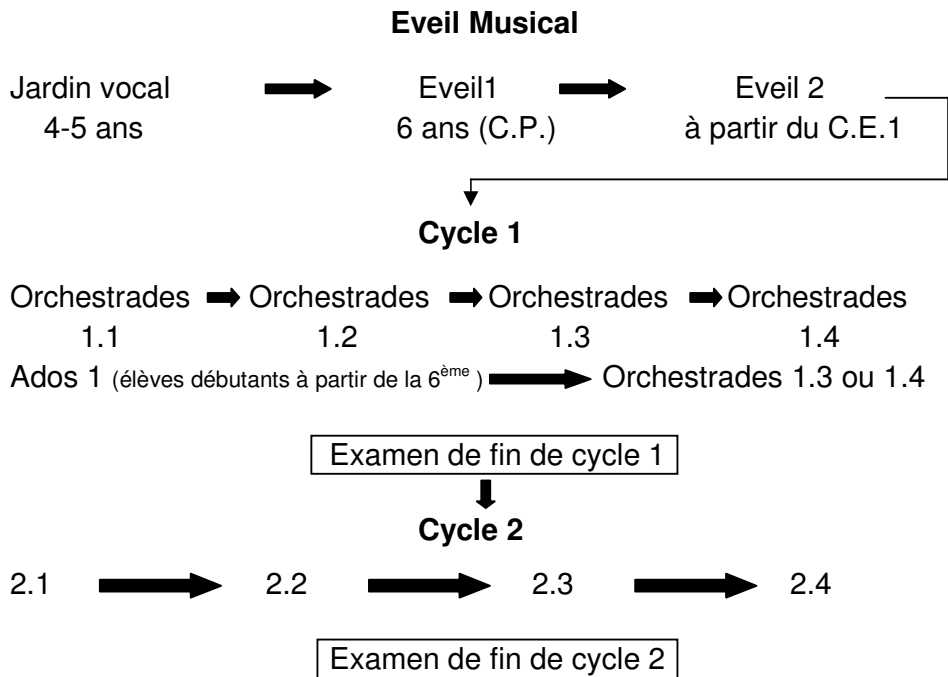 Eveil Musical
Jardin vocal Eveil1 Eveil 2
4-5 ans 6 ans (C.P.) à partir du C.E.1
Cycle 1
Orchestrades Orchestrades Orchestrades Orchestrades
1.1 1.2 1.3 1.4
Ados 1 (élèves débutants à partir de la 6ème ) Orchestrades 1.3 ou 1.4
Examen de fin de cycle 1
Cycle 2
2.1 2.2 2.3 2.4
Examen de fin de cycle 2